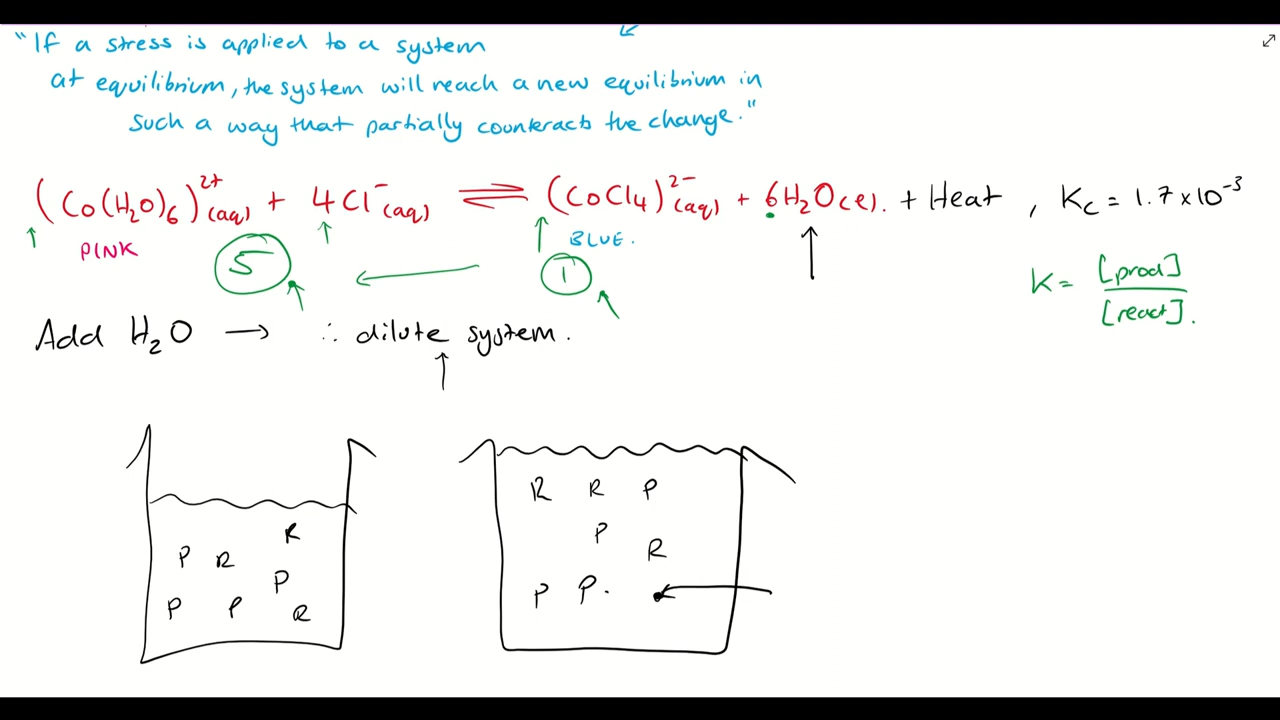 "If a stress is applied to a system
at equilibrium, the system will reach a new equilibrium in
such a way that partially counteracts the change."
(Co(H₂O)₆)²⁺(aq) + 4Cl⁻(aq) ⇌ (CoCl₄)²⁻(aq) + 6H₂O(l). + Heat , Kc = 1.7 x 10⁻³
PINK BLUE.
5 ← 1
K = [prod] / [react].
Add H₂O → ∴ dilute system.
R R P
R P
P R P R
P P P.
P P R